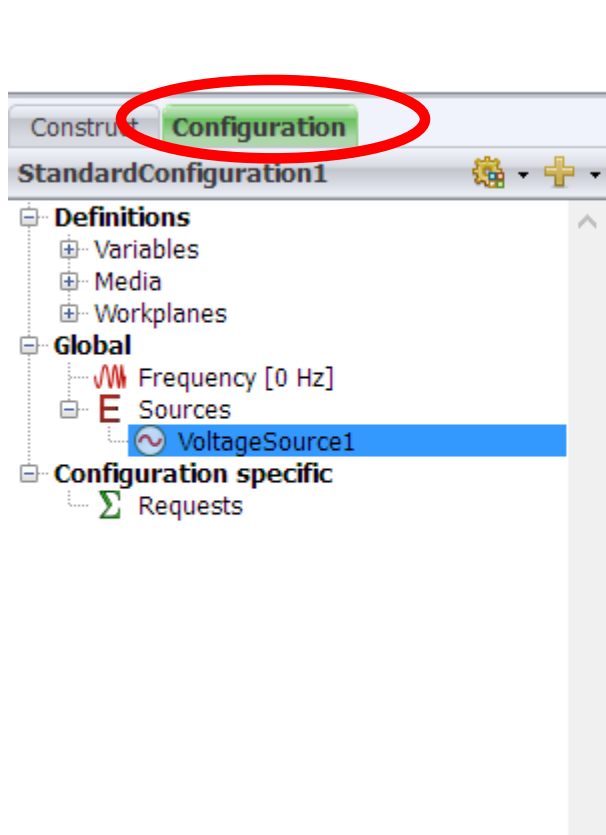 Construct Configuration
StandardConfiguration1
Definitions
Variables
Media
Workplanes
Global
Frequency [0 Hz]
E Sources
VoltageSource1
Configuration specific
Σ Requests